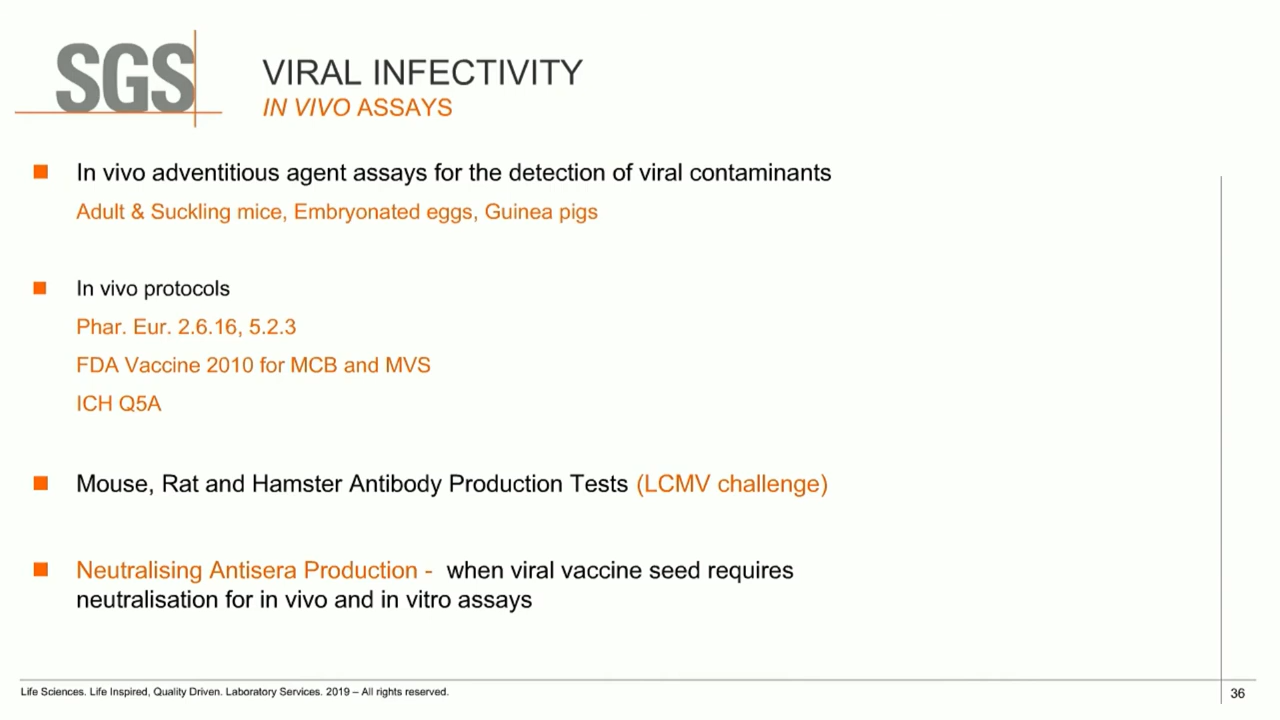 SGS
VIRAL INFECTIVITY
IN VIVO ASSAYS
In vivo adventitious agent assays for the detection of viral contaminants
Adult & Suckling mice, Embryonated eggs, Guinea pigs
In vivo protocols
Phar. Eur. 2.6.16, 5.2.3
FDA Vaccine 2010 for MCB and MVS
ICH Q5A
Mouse, Rat and Hamster Antibody Production Tests (LCMV challenge)
Neutralising Antisera Production - when viral vaccine seed requires
neutralisation for in vivo and in vitro assays
Life Sciences. Life Inspired, Quality Driven. Laboratory Services. 2019 – All rights reserved.
36